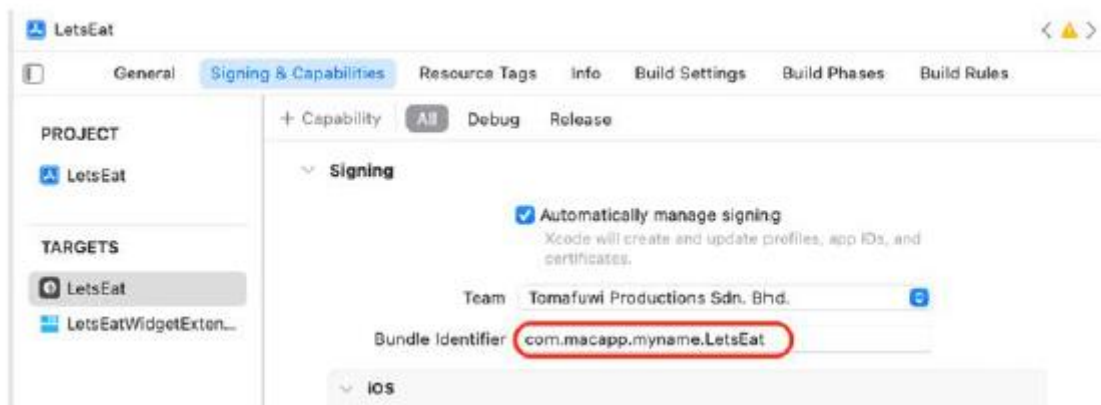 LetsEat
General Signing & Capabilities Resource Tags Info Build Settings Build Phases Build Rules
+ Capability All Debug Release
PROJECT
LetsEat
TARGETS
LetsEat
LetsEatWidgetExten...
Signing
Automatically manage signing
Xcode will create and update profiles, app IDs, and
certificates.
Team Tomafuwi Productions Sdn. Bhd.
Bundle Identifier com.macapp.myname.LetsEat
iOS